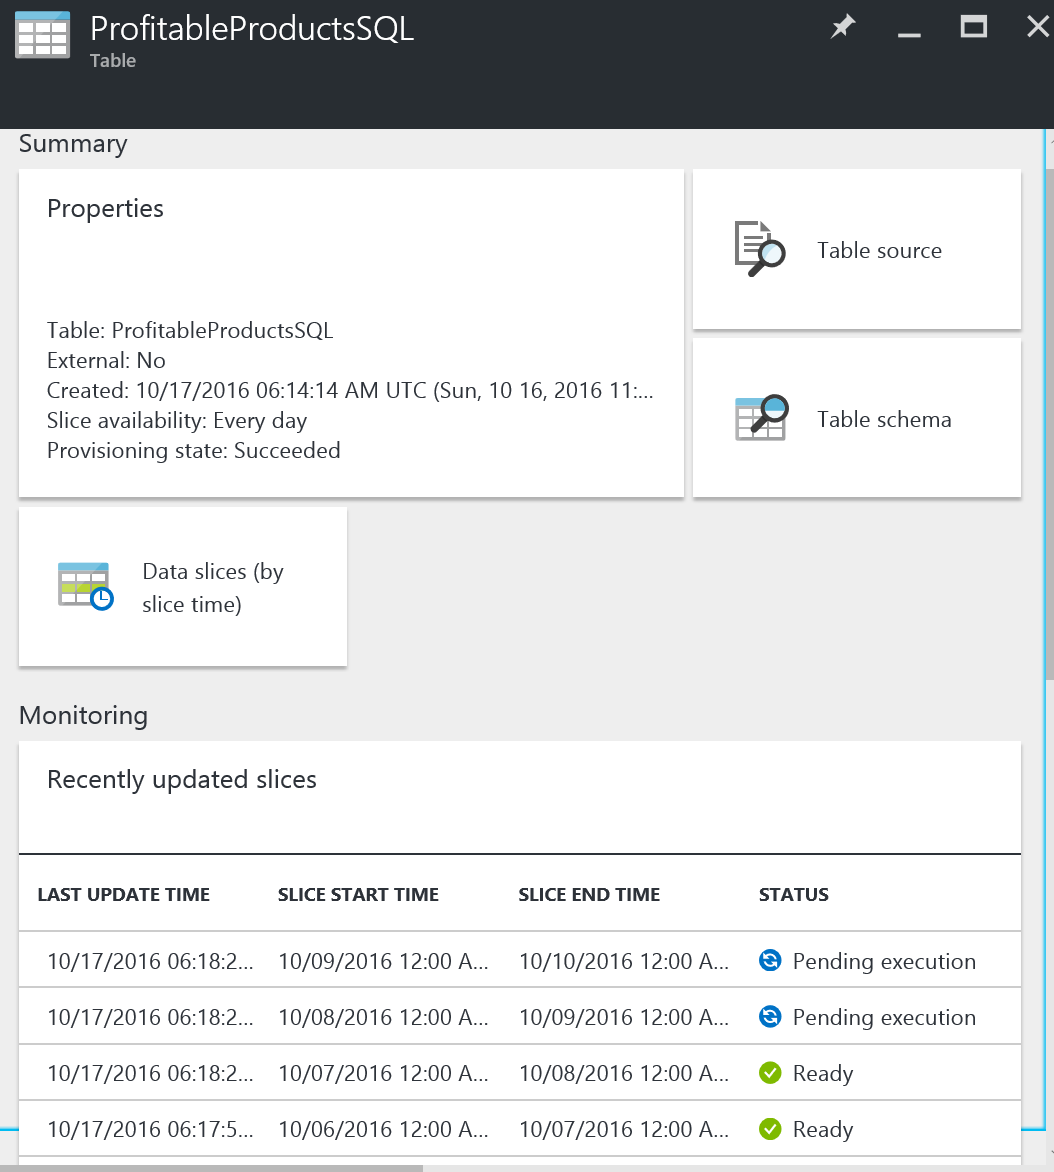 ProfitableProductsSQL
Table
Summary
Properties
Table: ProfitableProductsSQL
External: No
Created: 10/17/2016 06:14:14 AM UTC (Sun, 10 16, 2016 11:...
Slice availability: Every day
Provisioning state: Succeeded
Table source
Table schema
Data slices (by
slice time)
Monitoring
Recently updated slices
LAST UPDATE TIME SLICE START TIME SLICE END TIME STATUS
10/17/2016 06:18:2... 10/09/2016 12:00 A... 10/10/2016 12:00 A... Pending execution
10/17/2016 06:18:2... 10/08/2016 12:00 A... 10/09/2016 12:00 A... Pending execution
10/17/2016 06:18:2... 10/07/2016 12:00 A... 10/08/2016 12:00 A... Ready
10/17/2016 06:17:5... 10/06/2016 12:00 A... 10/07/2016 12:00 A... Ready